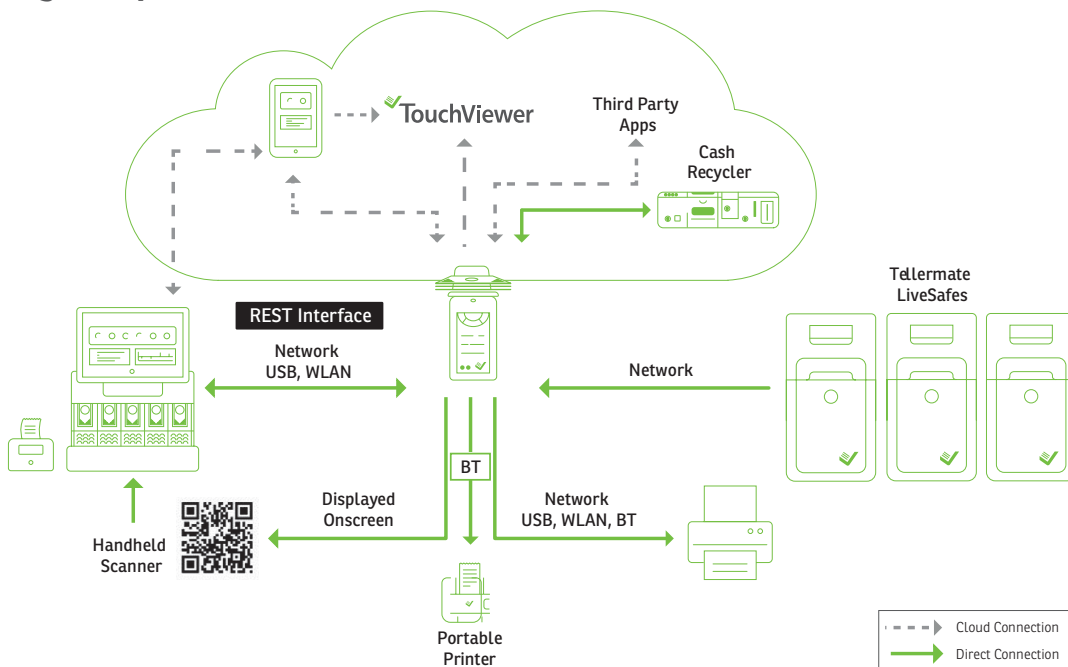 TouchViewer
Third Party
Apps
Cash
Recycler
Tellermate
LiveSafes
REST Interface
Network
USB, WLAN
Network
BT
Displayed
Onscreen
Network
USB, WLAN, BT
Handheld
Scanner
Portable
Printer
Cloud Connection
Direct Connection